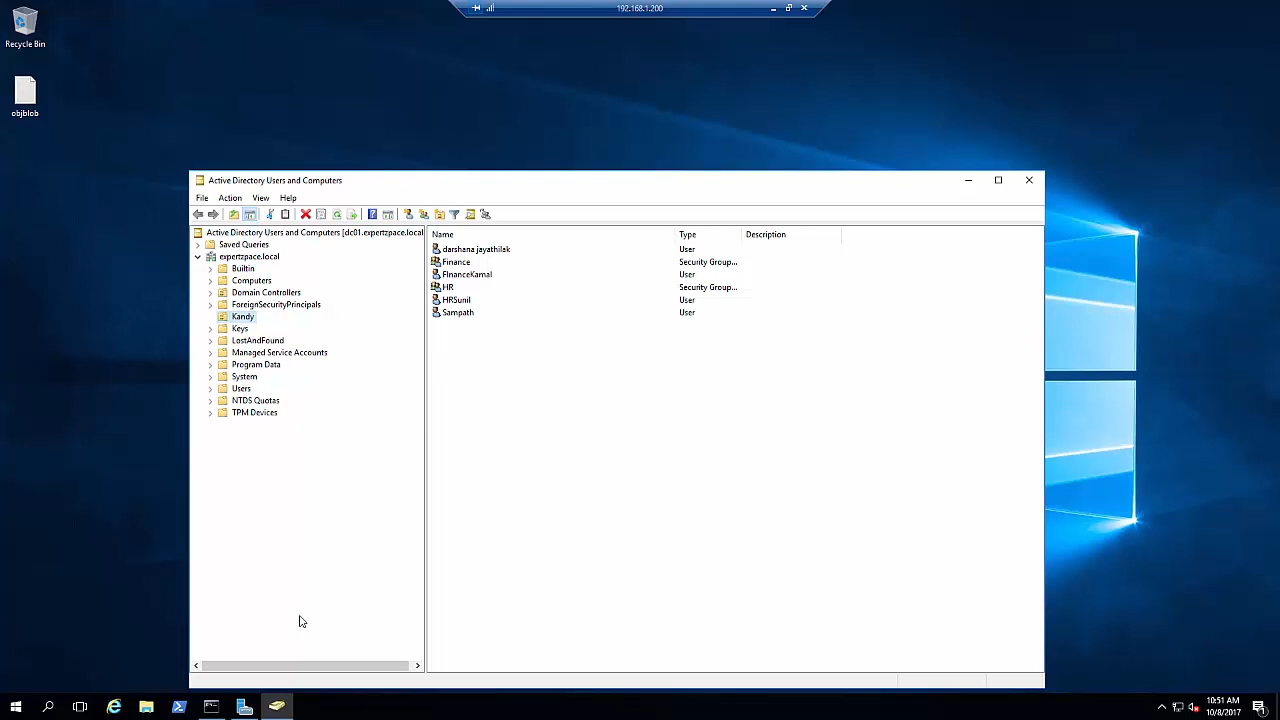 192.168.1.200
Recycle Bin
objblob
Active Directory Users and Computers
File Action View Help
Active Directory Users and Computers [dc01.expertzpace.local
Saved Queries
expertzpace.local
Builtin
Computers
Domain Controllers
ForeignSecurityPrincipals
Kandy
Keys
LostAndFound
Managed Service Accounts
Program Data
System
Users
NTDS Quotas
TPM Devices
Name Type Description
darshana jayathilak User
Finance Security Group...
FInanceKamal User
HR Security Group...
HRSunil User
Sampath User
10:51 AM
10/8/2017